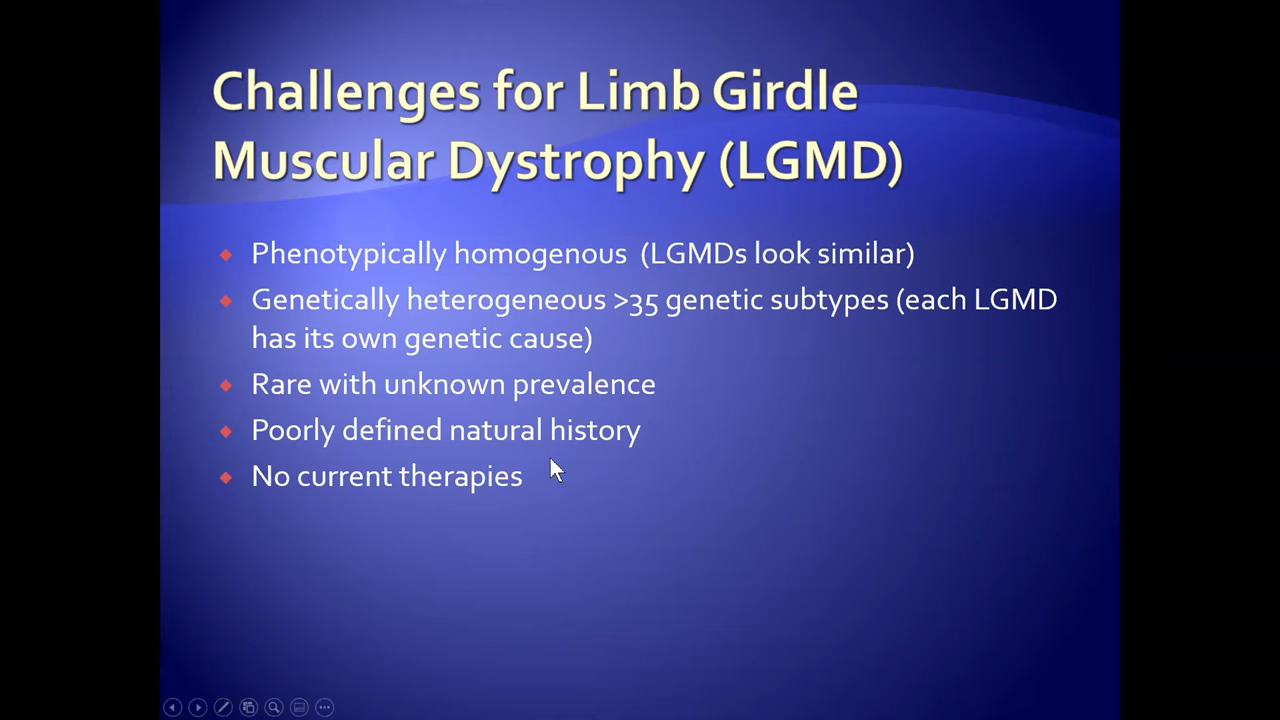 Challenges for Limb Girdle
Muscular Dystrophy (LGMD)
Phenotypically homogenous (LGMDs look similar)
Genetically heterogeneous >35 genetic subtypes (each LGMD
has its own genetic cause)
Rare with unknown prevalence
Poorly defined natural history
No current therapies